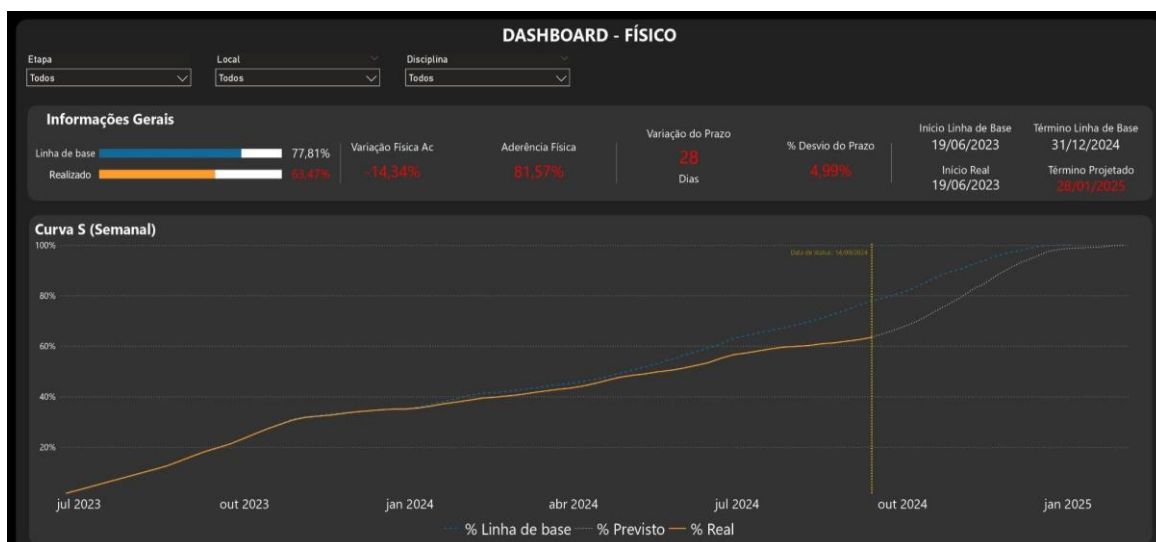 DASHBOARD - FÍSICO
Etapa Local Disciplina
Todos Todos Todos
Informações Gerais
Linha de base 77,81%
Realizado 63,47%
Variação Física Ac
-14,34%
Aderência Física
81,57%
Variação do Prazo
28
Dias
% Desvio do Prazo
4,99%
Início Linha de Base
19/06/2023
Término Linha de Base
31/12/2024
Início Real
19/06/2023
Término Projetado
28/01/2025
Curva S (Semanal)
100%
Data de status:
80%
60%
40%
20%
jul 2023 out 2023 jan 2024 abr 2024 jul 2024 out 2024 jan 2025
% Linha de base % Previsto % Real